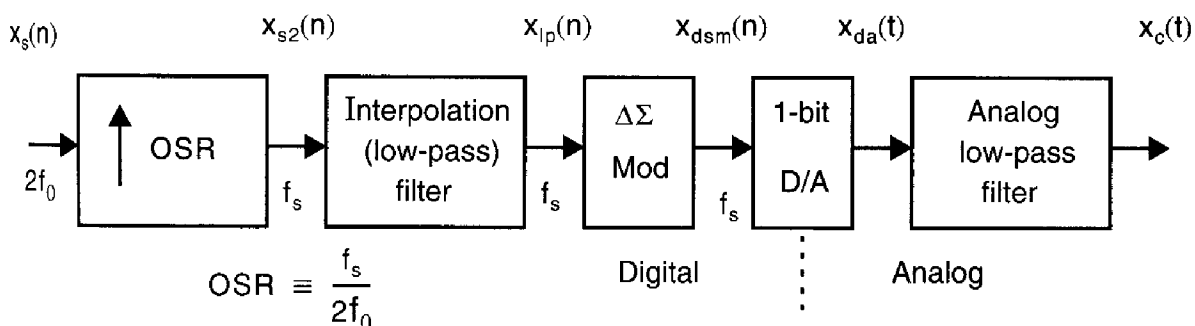 x_s(n)
x_s2(n)
x_lp(n)
x_dsm(n)
x_da(t)
x_c(t)
OSR
Interpolation
(low-pass)
filter
ΔΣ
Mod
1-bit
D/A
Analog
low-pass
filter
2f_0
f_s
f_s
f_s
OSR ≡ f_s / 2f_0
Digital
Analog